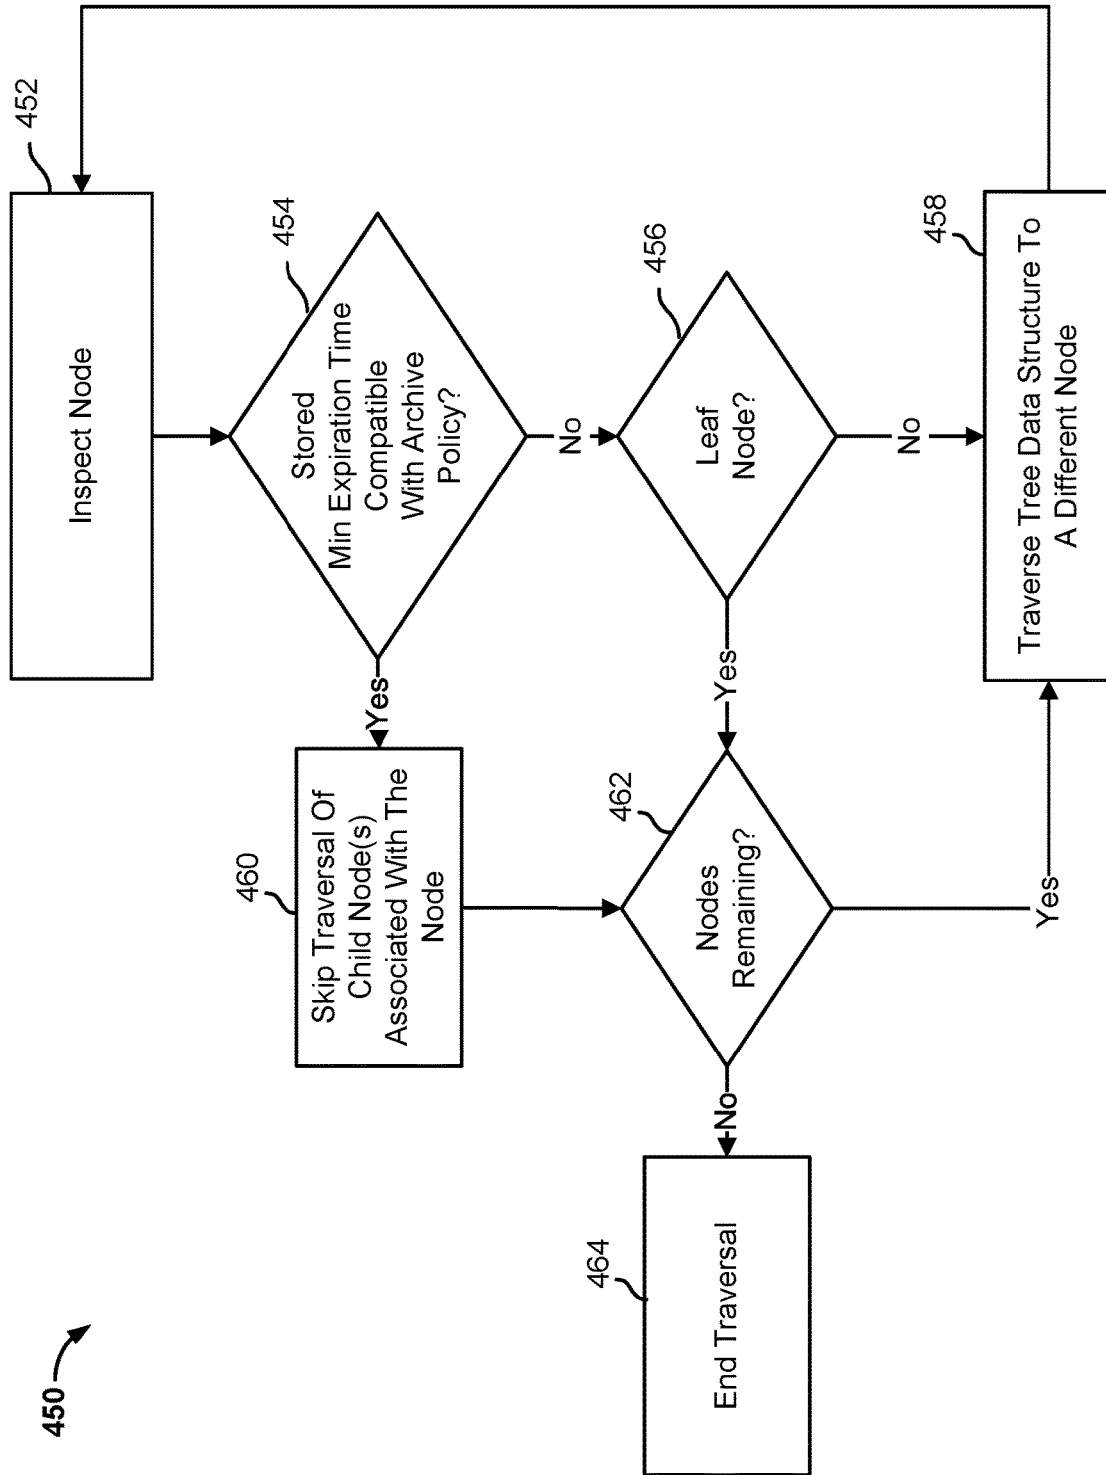 450
452
Inspect Node
454
Stored
Min Expiration Time
Compatible
With Archive
Policy?
Yes
No
460
Skip Traversal Of
Child Node(s)
Associated With The
Node
456
Leaf
Node?
Yes
No
462
Nodes
Remaining?
No
Yes
464
End Traversal
458
Traverse Tree Data Structure To
A Different Node